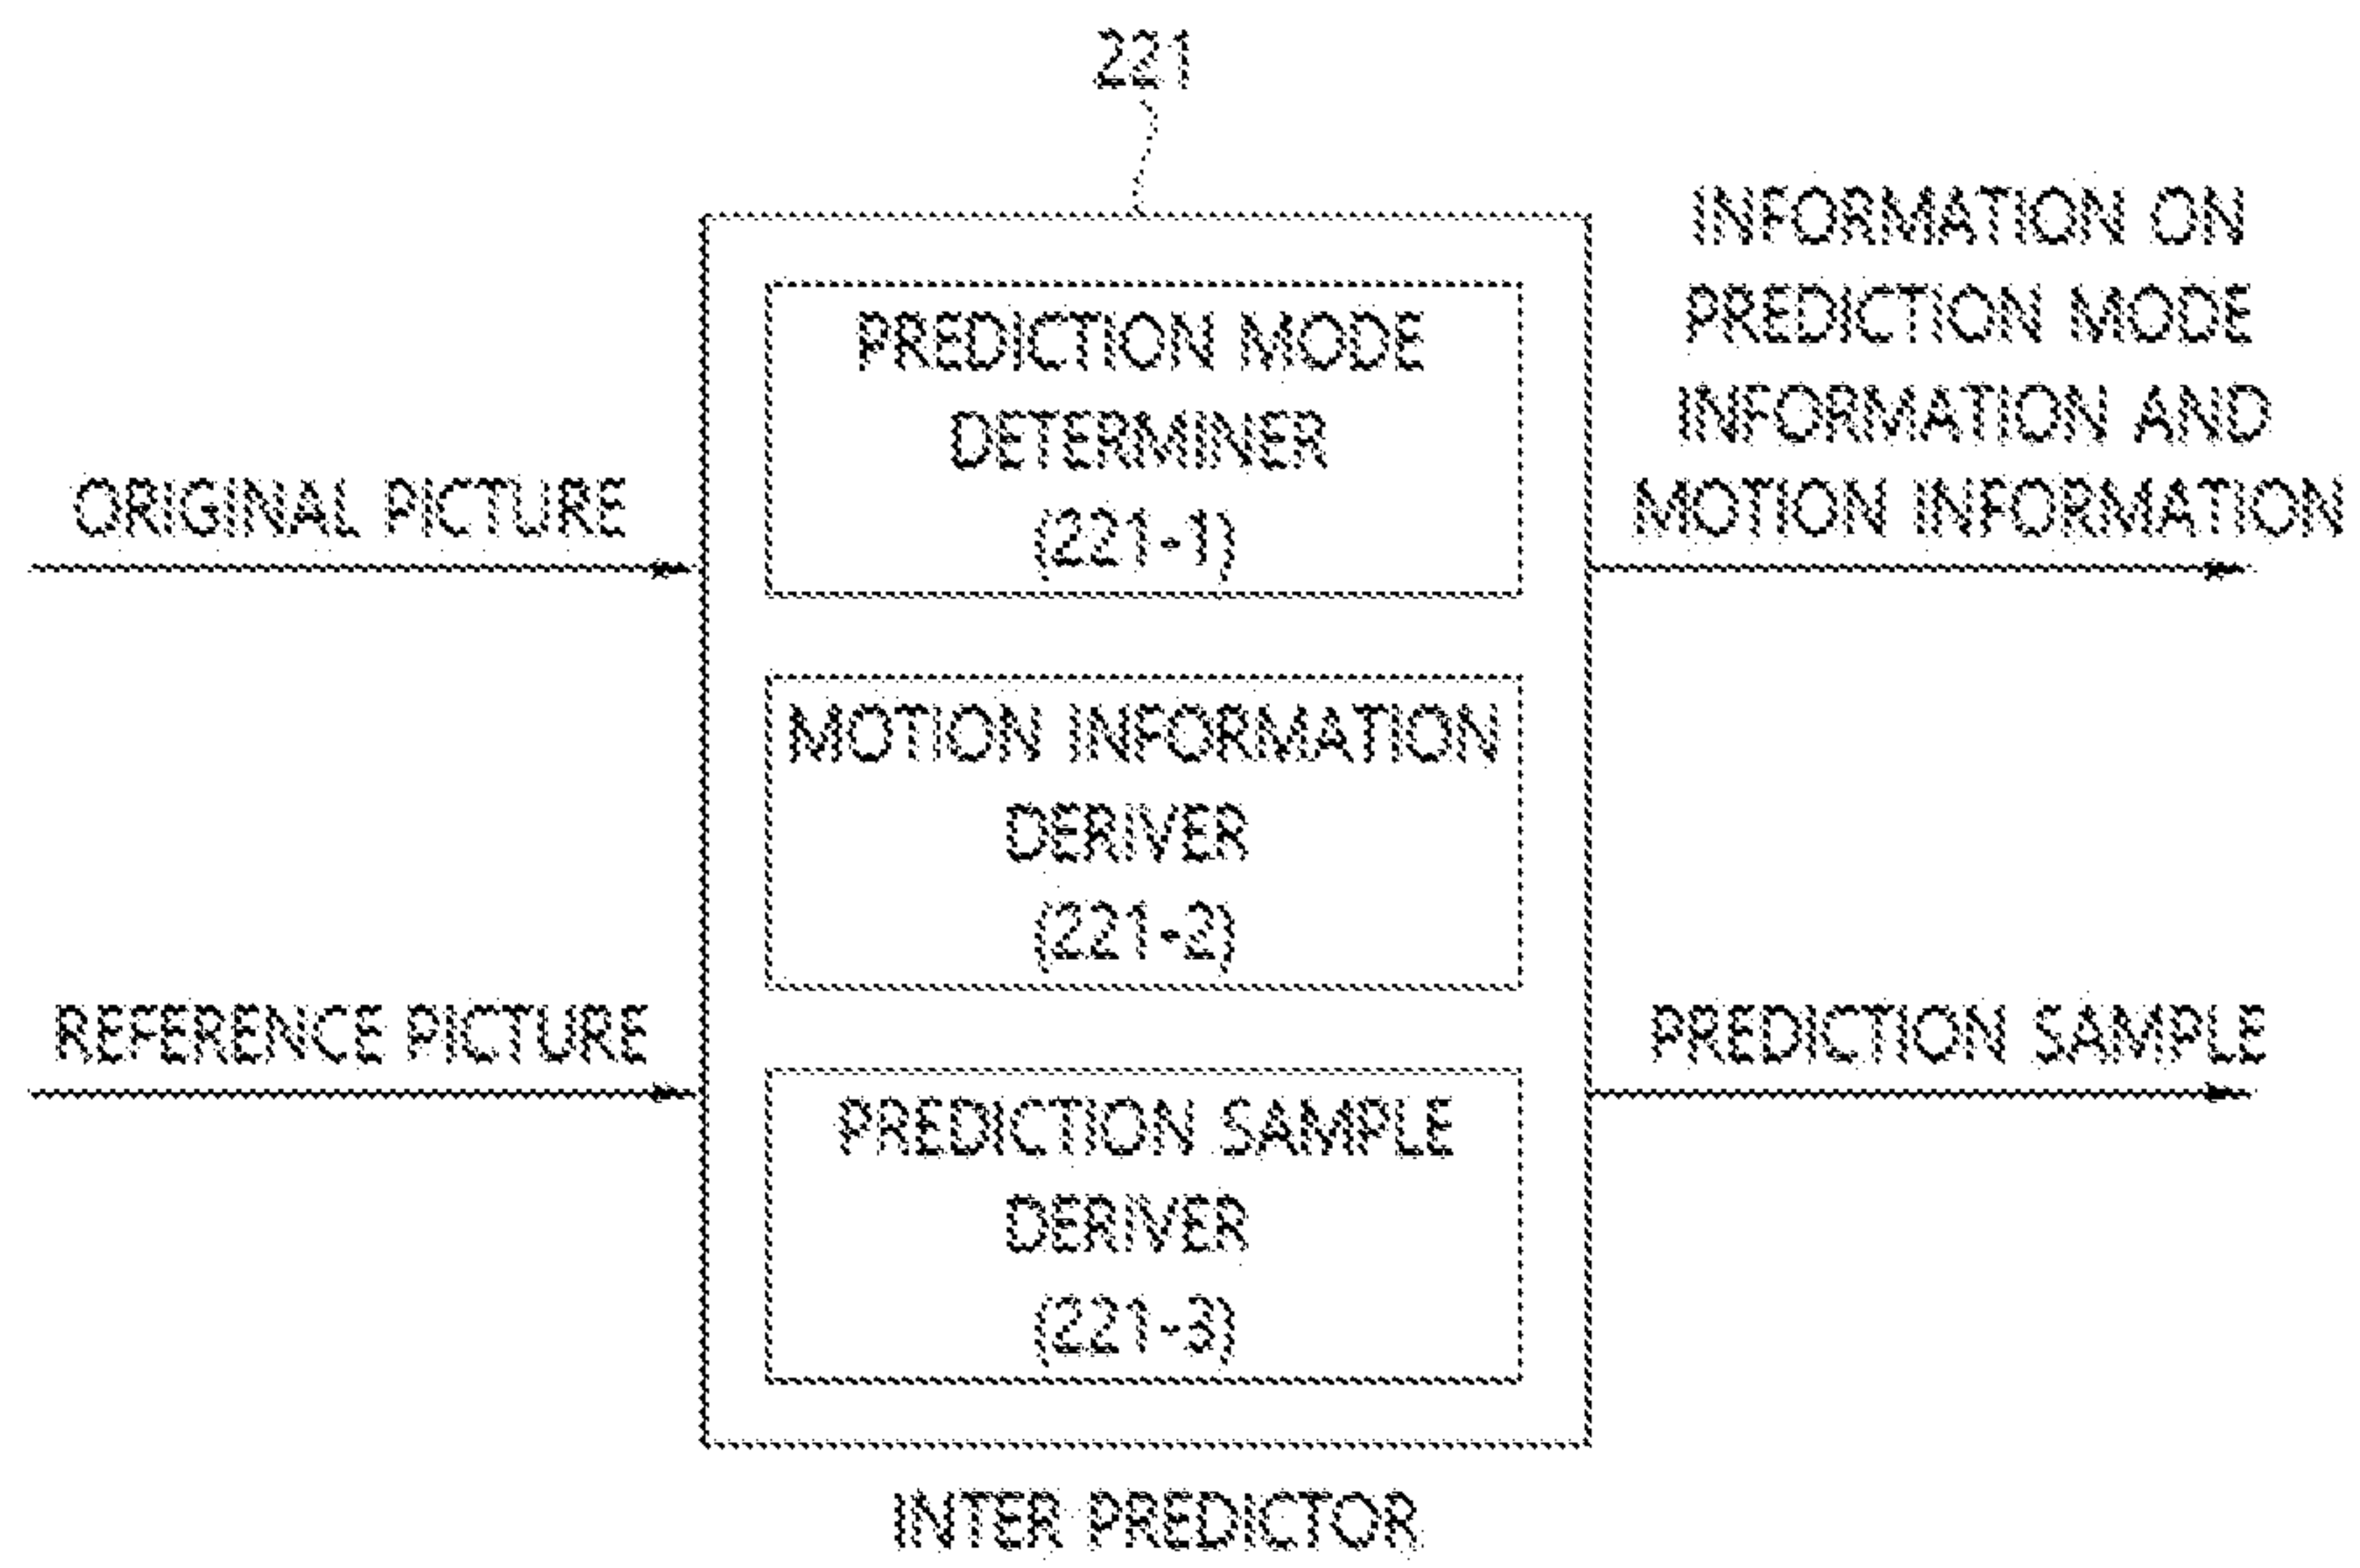 221
ORIGINAL PICTURE
REFERENCE PICTURE
PREDICTION MODE
DETERMINER
(221-1)
MOTION INFORMATION
DERIVER
(221-2)
PREDICTION SAMPLE
DERIVER
(221-3)
INFORMATION ON
PREDICTION MODE
INFORMATION AND
MOTION INFORMATION
PREDICTION SAMPLE
INTER PREDICTOR